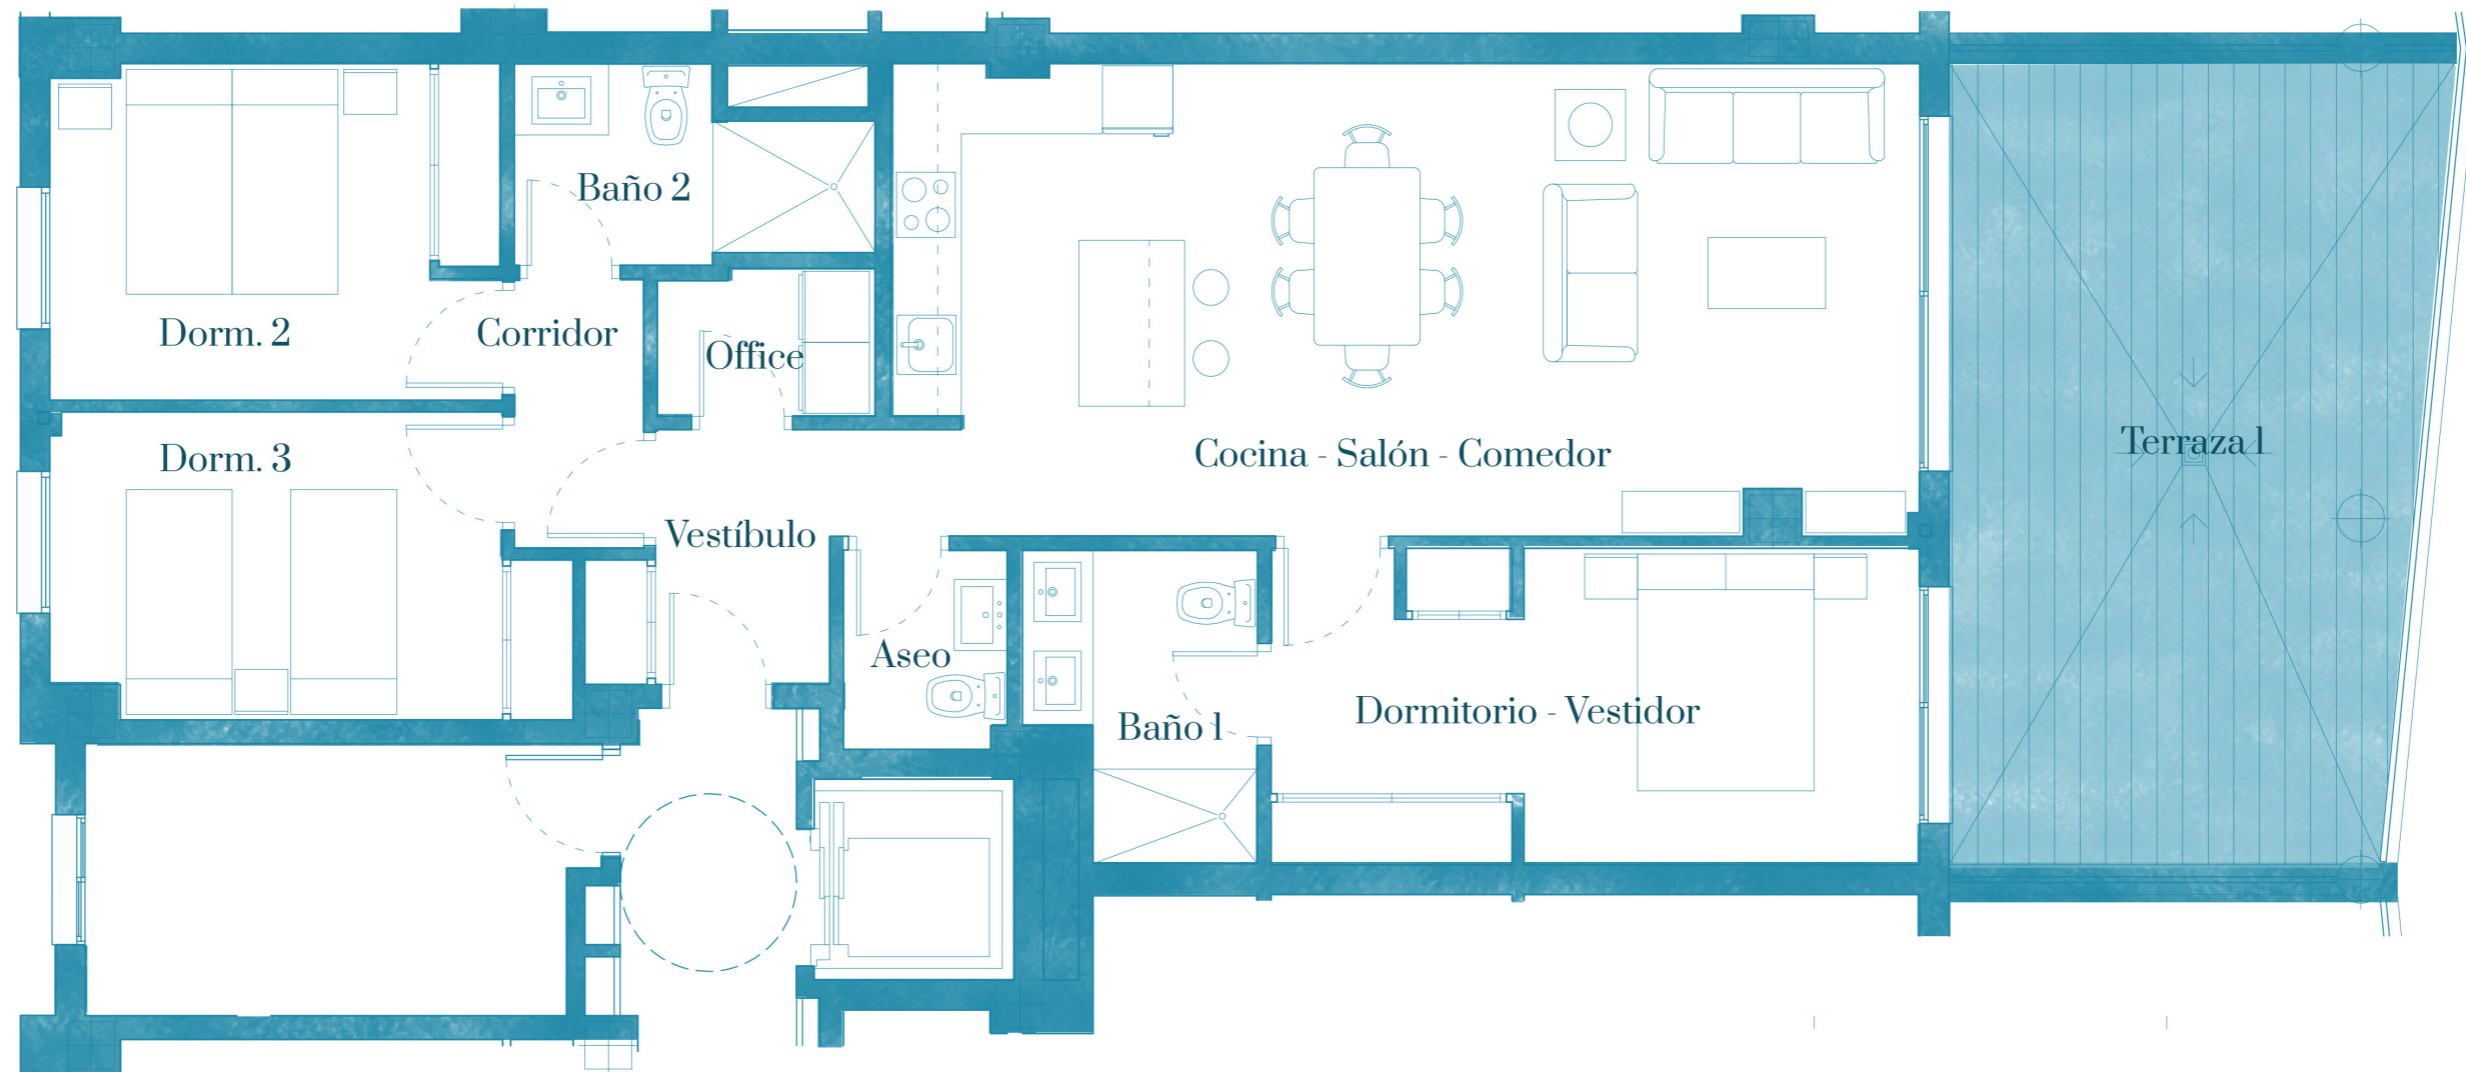 Baño 2
Dorm. 2
Corridor
Office
Dorm. 3
Cocina - Salón - Comedor
Terraza 1
Vestíbulo
Aseo
Baño 1
Dormitorio - Vestidor